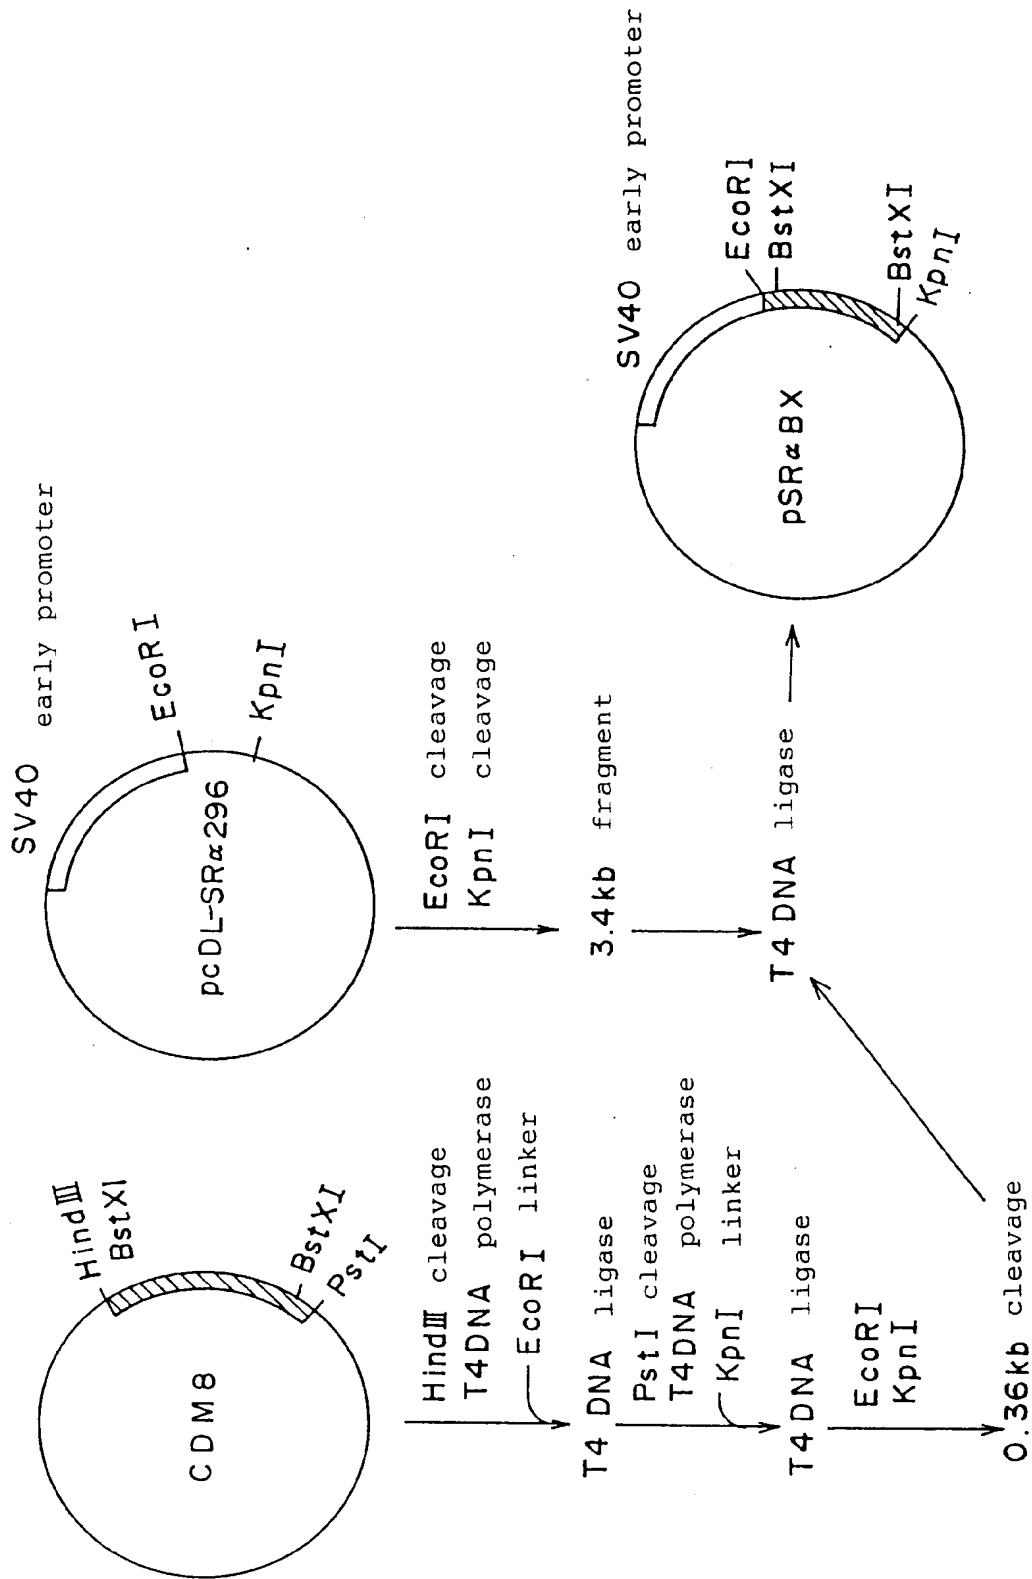 HindⅢ
BstXI
CDM8
BstXI
PstI
HindⅢ cleavage
T4DNA polymerase
EcoRI linker
T4 DNA ligase
PstI cleavage
T4DNA polymerase
KpnI linker
T4DNA ligase
EcoRI
KpnI
0.36kb cleavage
SV40 early promoter
EcoRI
KpnI
pcDL-SRα296
EcoRI cleavage
KpnI cleavage
3.4kb fragment
T4 DNA ligase
SV40 early promoter
EcoRI
BstXI
pSRαBX
BstXI
KpnI